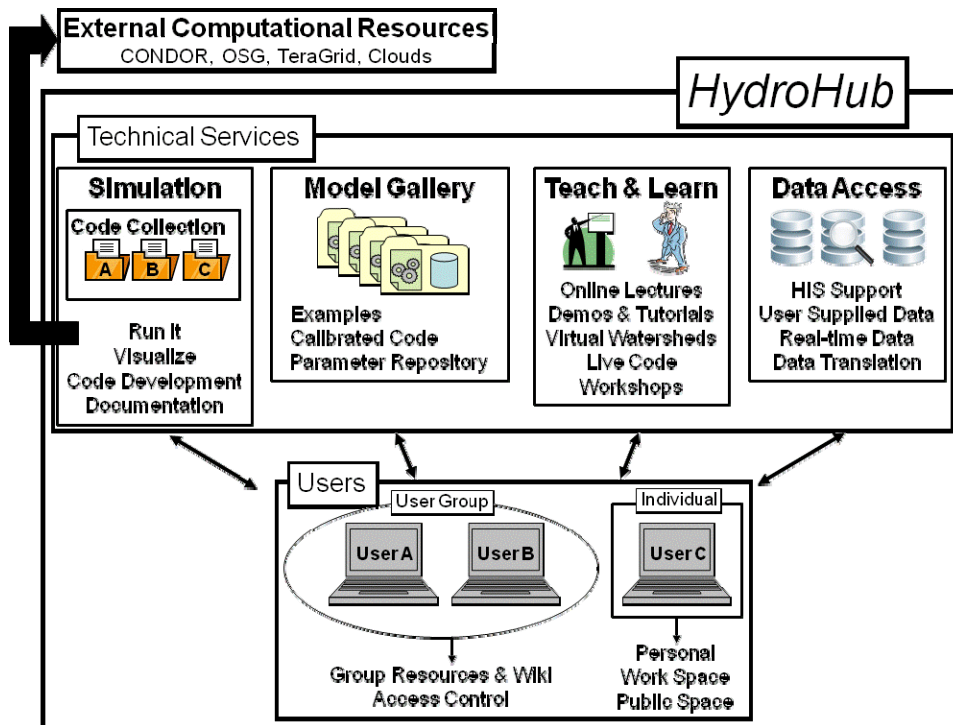 External Computational Resources
CONDOR, OSG, TeraGrid, Clouds
HydroHub
Technical Services
Simulation
Code Collection
A B C
Run It
Visualize
Code Development
Documentation
Model Gallery
Examples
Calibrated Code
Parameter Repository
Teach & Learn
Online Lectures
Demos & Tutorials
Virtual Watersheds
Live Code
Workshops
Data Access
HIS Support
User Supplied Data
Real-time Data
Data Translation
Users
User Group
User A
User B
Group Resources & Wiki
Access Control
Individual
User C
Personal
Work Space
Public Space